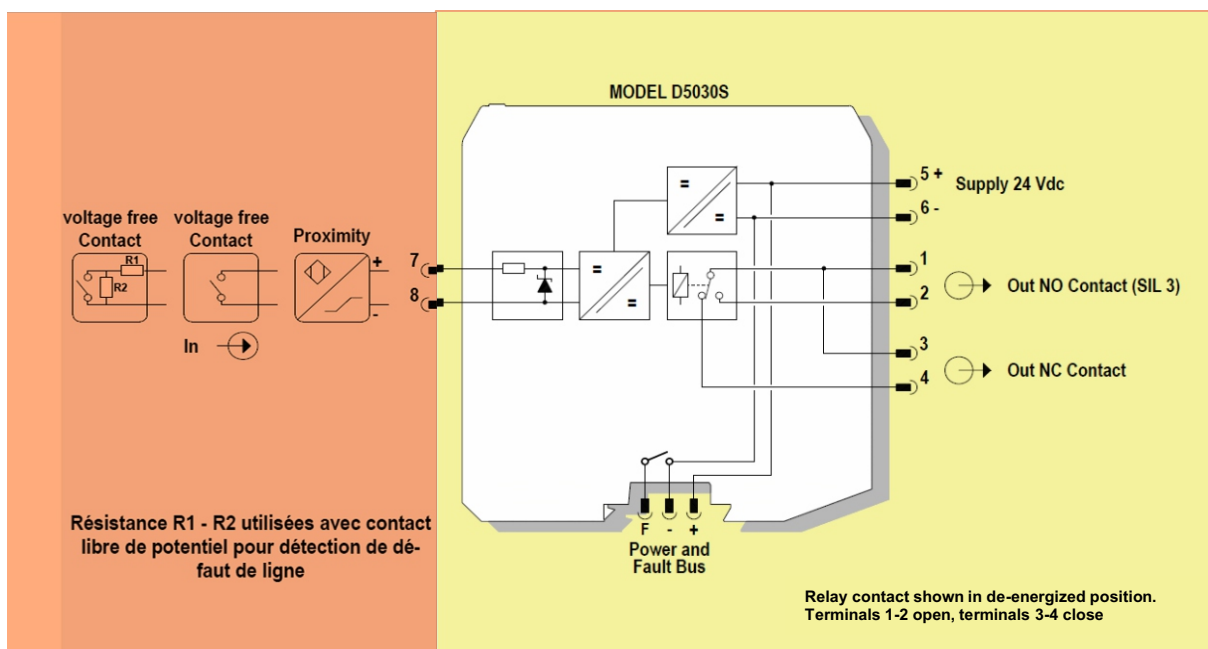 MODEL D5030S
voltage free
Contact
R1
R2
voltage free
Contact
Proximity
+
-
In
7
8
=
=
=
=
5 +
Supply 24 Vdc
6 -
1
2
Out NO Contact (SIL 3)
3
4
Out NC Contact
F - +
Power and
Fault Bus
Résistance R1 - R2 utilisées avec contact
libre de potentiel pour détection de dé-
faut de ligne
Relay contact shown in de-energized position.
Terminals 1-2 open, terminals 3-4 close